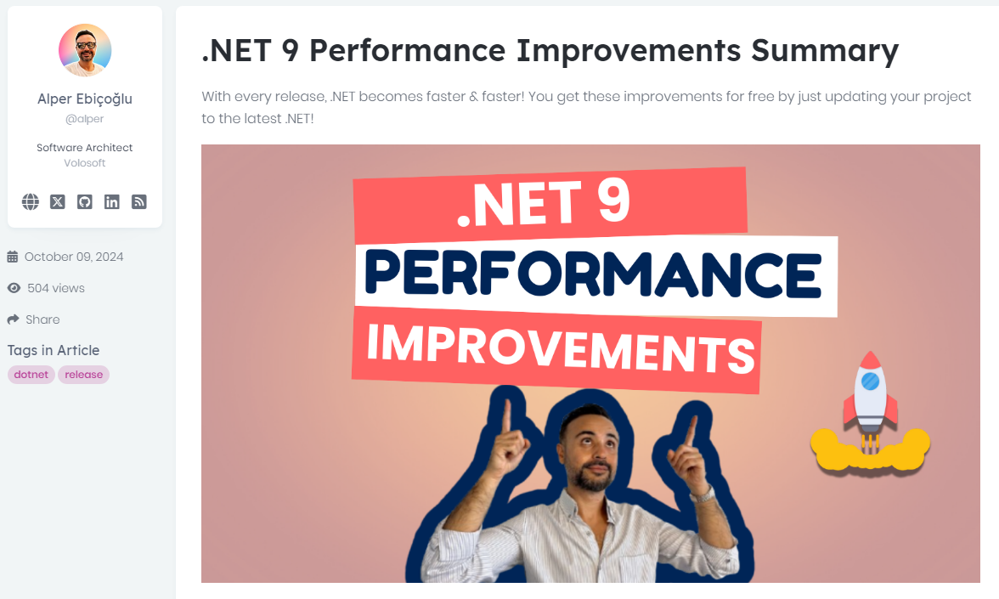 Alper Ebiçoğlu
@alper
Software Architect
Volosoft
October 09, 2024
504 views
Share
Tags in Article
dotnet release
.NET 9 Performance Improvements Summary
With every release, .NET becomes faster & faster! You get these improvements for free by just updating your project
to the latest .NET!
.NET 9
PERFORMANCE
IMPROVEMENTS